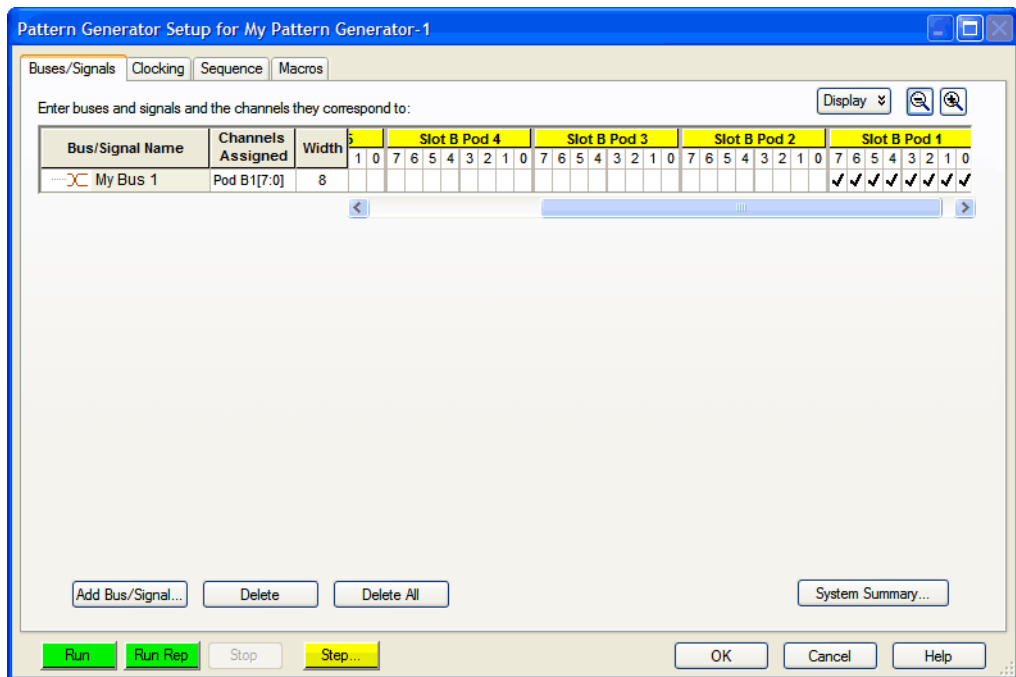 Pattern Generator Setup for My Pattern Generator-1
Buses/Signals Clocking Sequence Macros
Enter buses and signals and the channels they correspond to:
Display
Bus/Signal Name Channels Assigned Width 5 Slot B Pod 4 Slot B Pod 3 Slot B Pod 2 Slot B Pod 1
1 0 7 6 5 4 3 2 1 0 7 6 5 4 3 2 1 0 7 6 5 4 3 2 1 0 7 6 5 4 3 2 1 0
My Bus 1 Pod B1[7:0] 8
Add Bus/Signal... Delete Delete All System Summary...
Run Run Rep Stop Step... OK Cancel Help